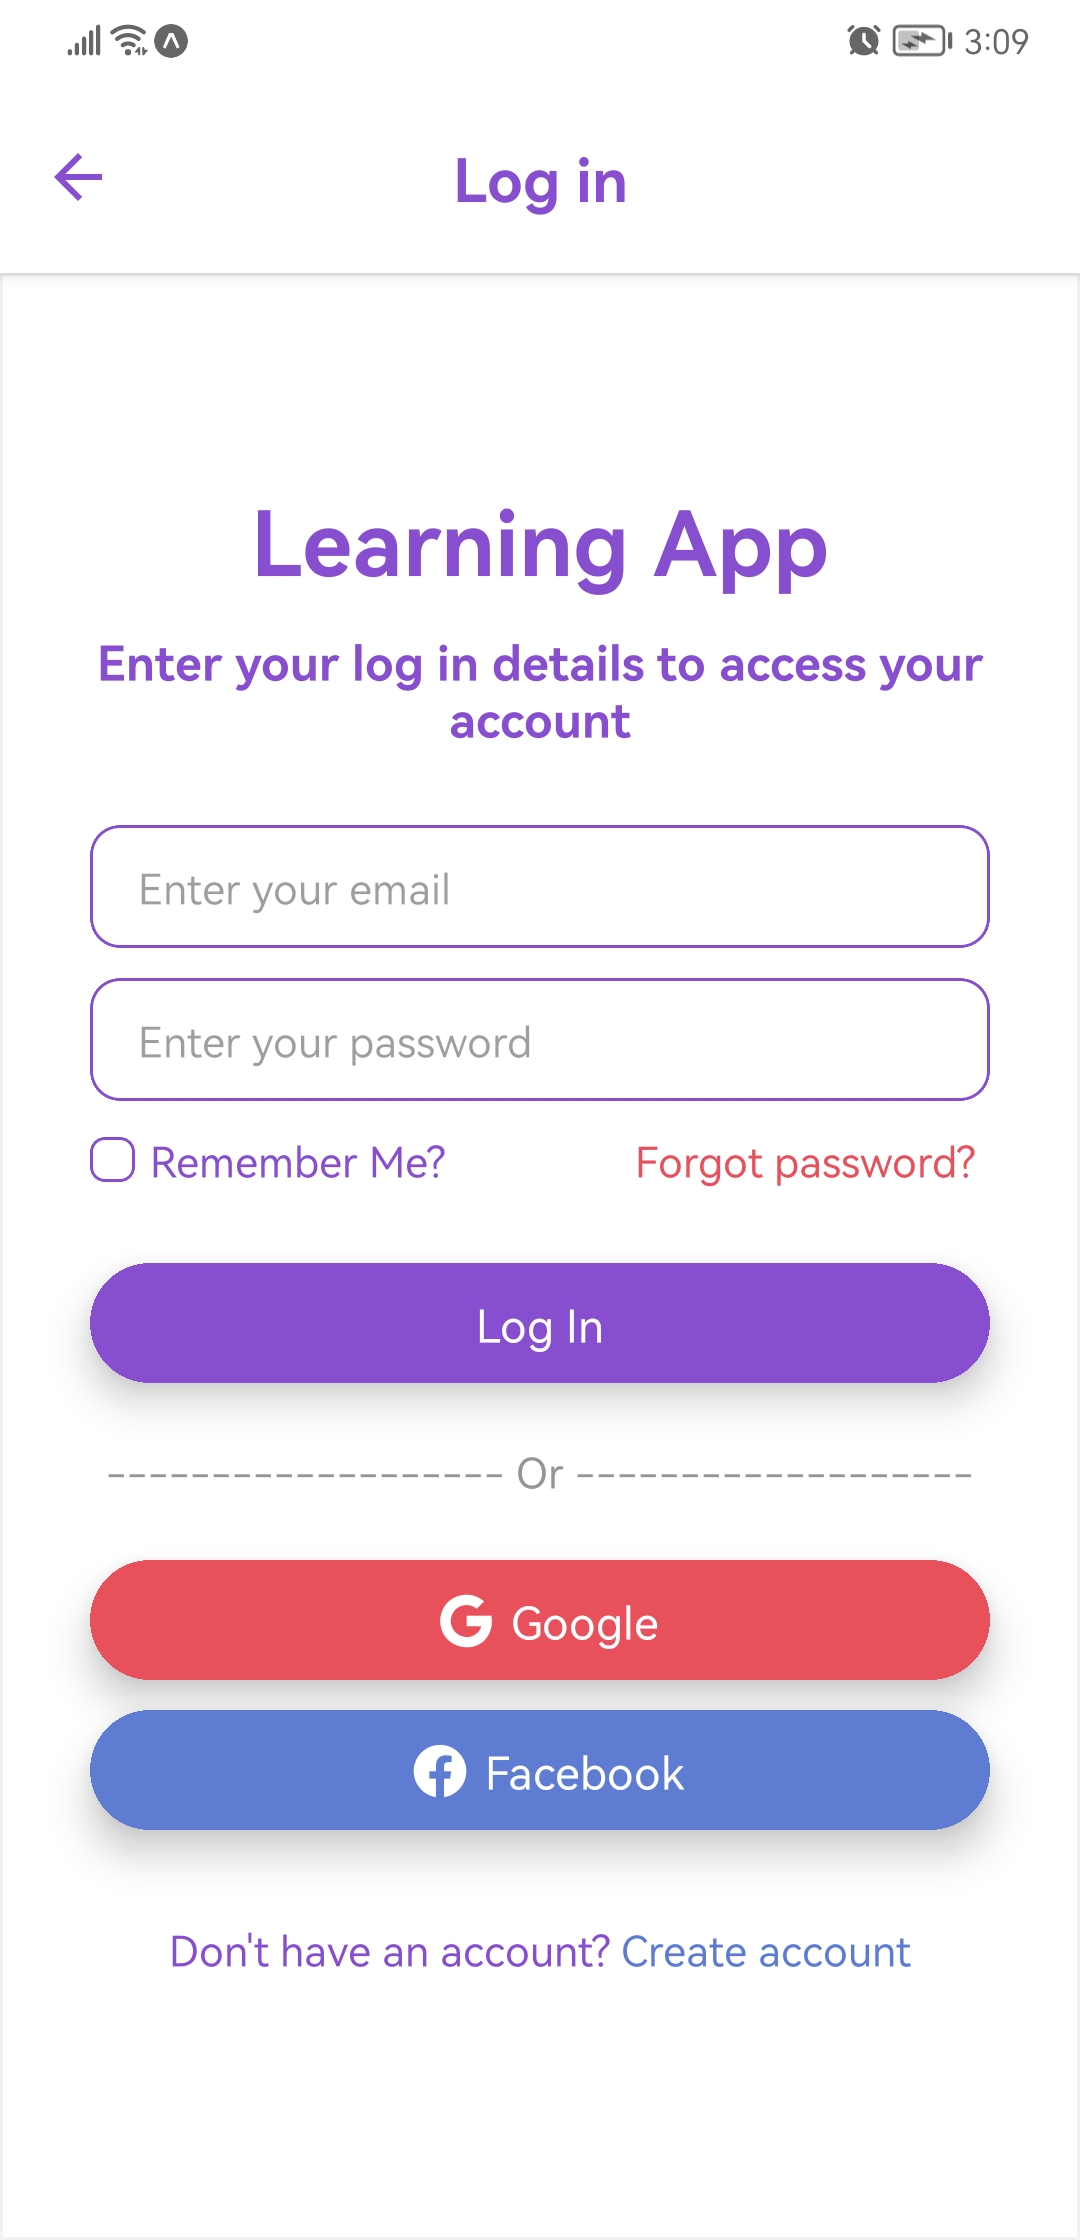 3:09
Log in
Learning App
Enter your log in details to access your
account
Enter your email
Enter your password
Remember Me? Forgot password?
Log In
------------------- Or -------------------
Google
Facebook
Don't have an account? Create account